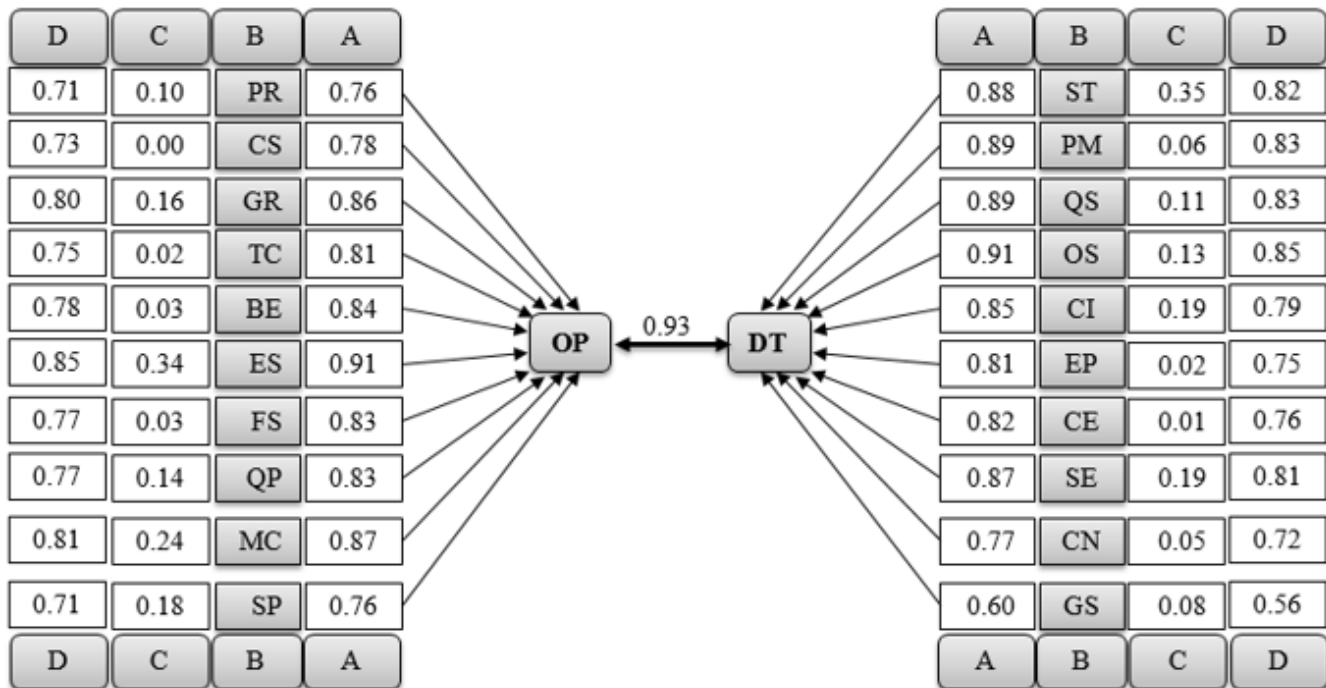 D C B A A B C D
0.71 0.10 PR 0.76 0.88 ST 0.35 0.82
0.73 0.00 CS 0.78 0.89 PM 0.06 0.83
0.80 0.16 GR 0.86 0.89 QS 0.11 0.83
0.75 0.02 TC 0.81 0.91 OS 0.13 0.85
0.78 0.03 BE 0.84 0.85 CI 0.19 0.79
0.93
OP DT
0.85 0.34 ES 0.91 0.81 EP 0.02 0.75
0.77 0.03 FS 0.83 0.82 CE 0.01 0.76
0.77 0.14 QP 0.83 0.87 SE 0.19 0.81
0.81 0.24 MC 0.87 0.77 CN 0.05 0.72
0.71 0.18 SP 0.76 0.60 GS 0.08 0.56
D C B A A B C D